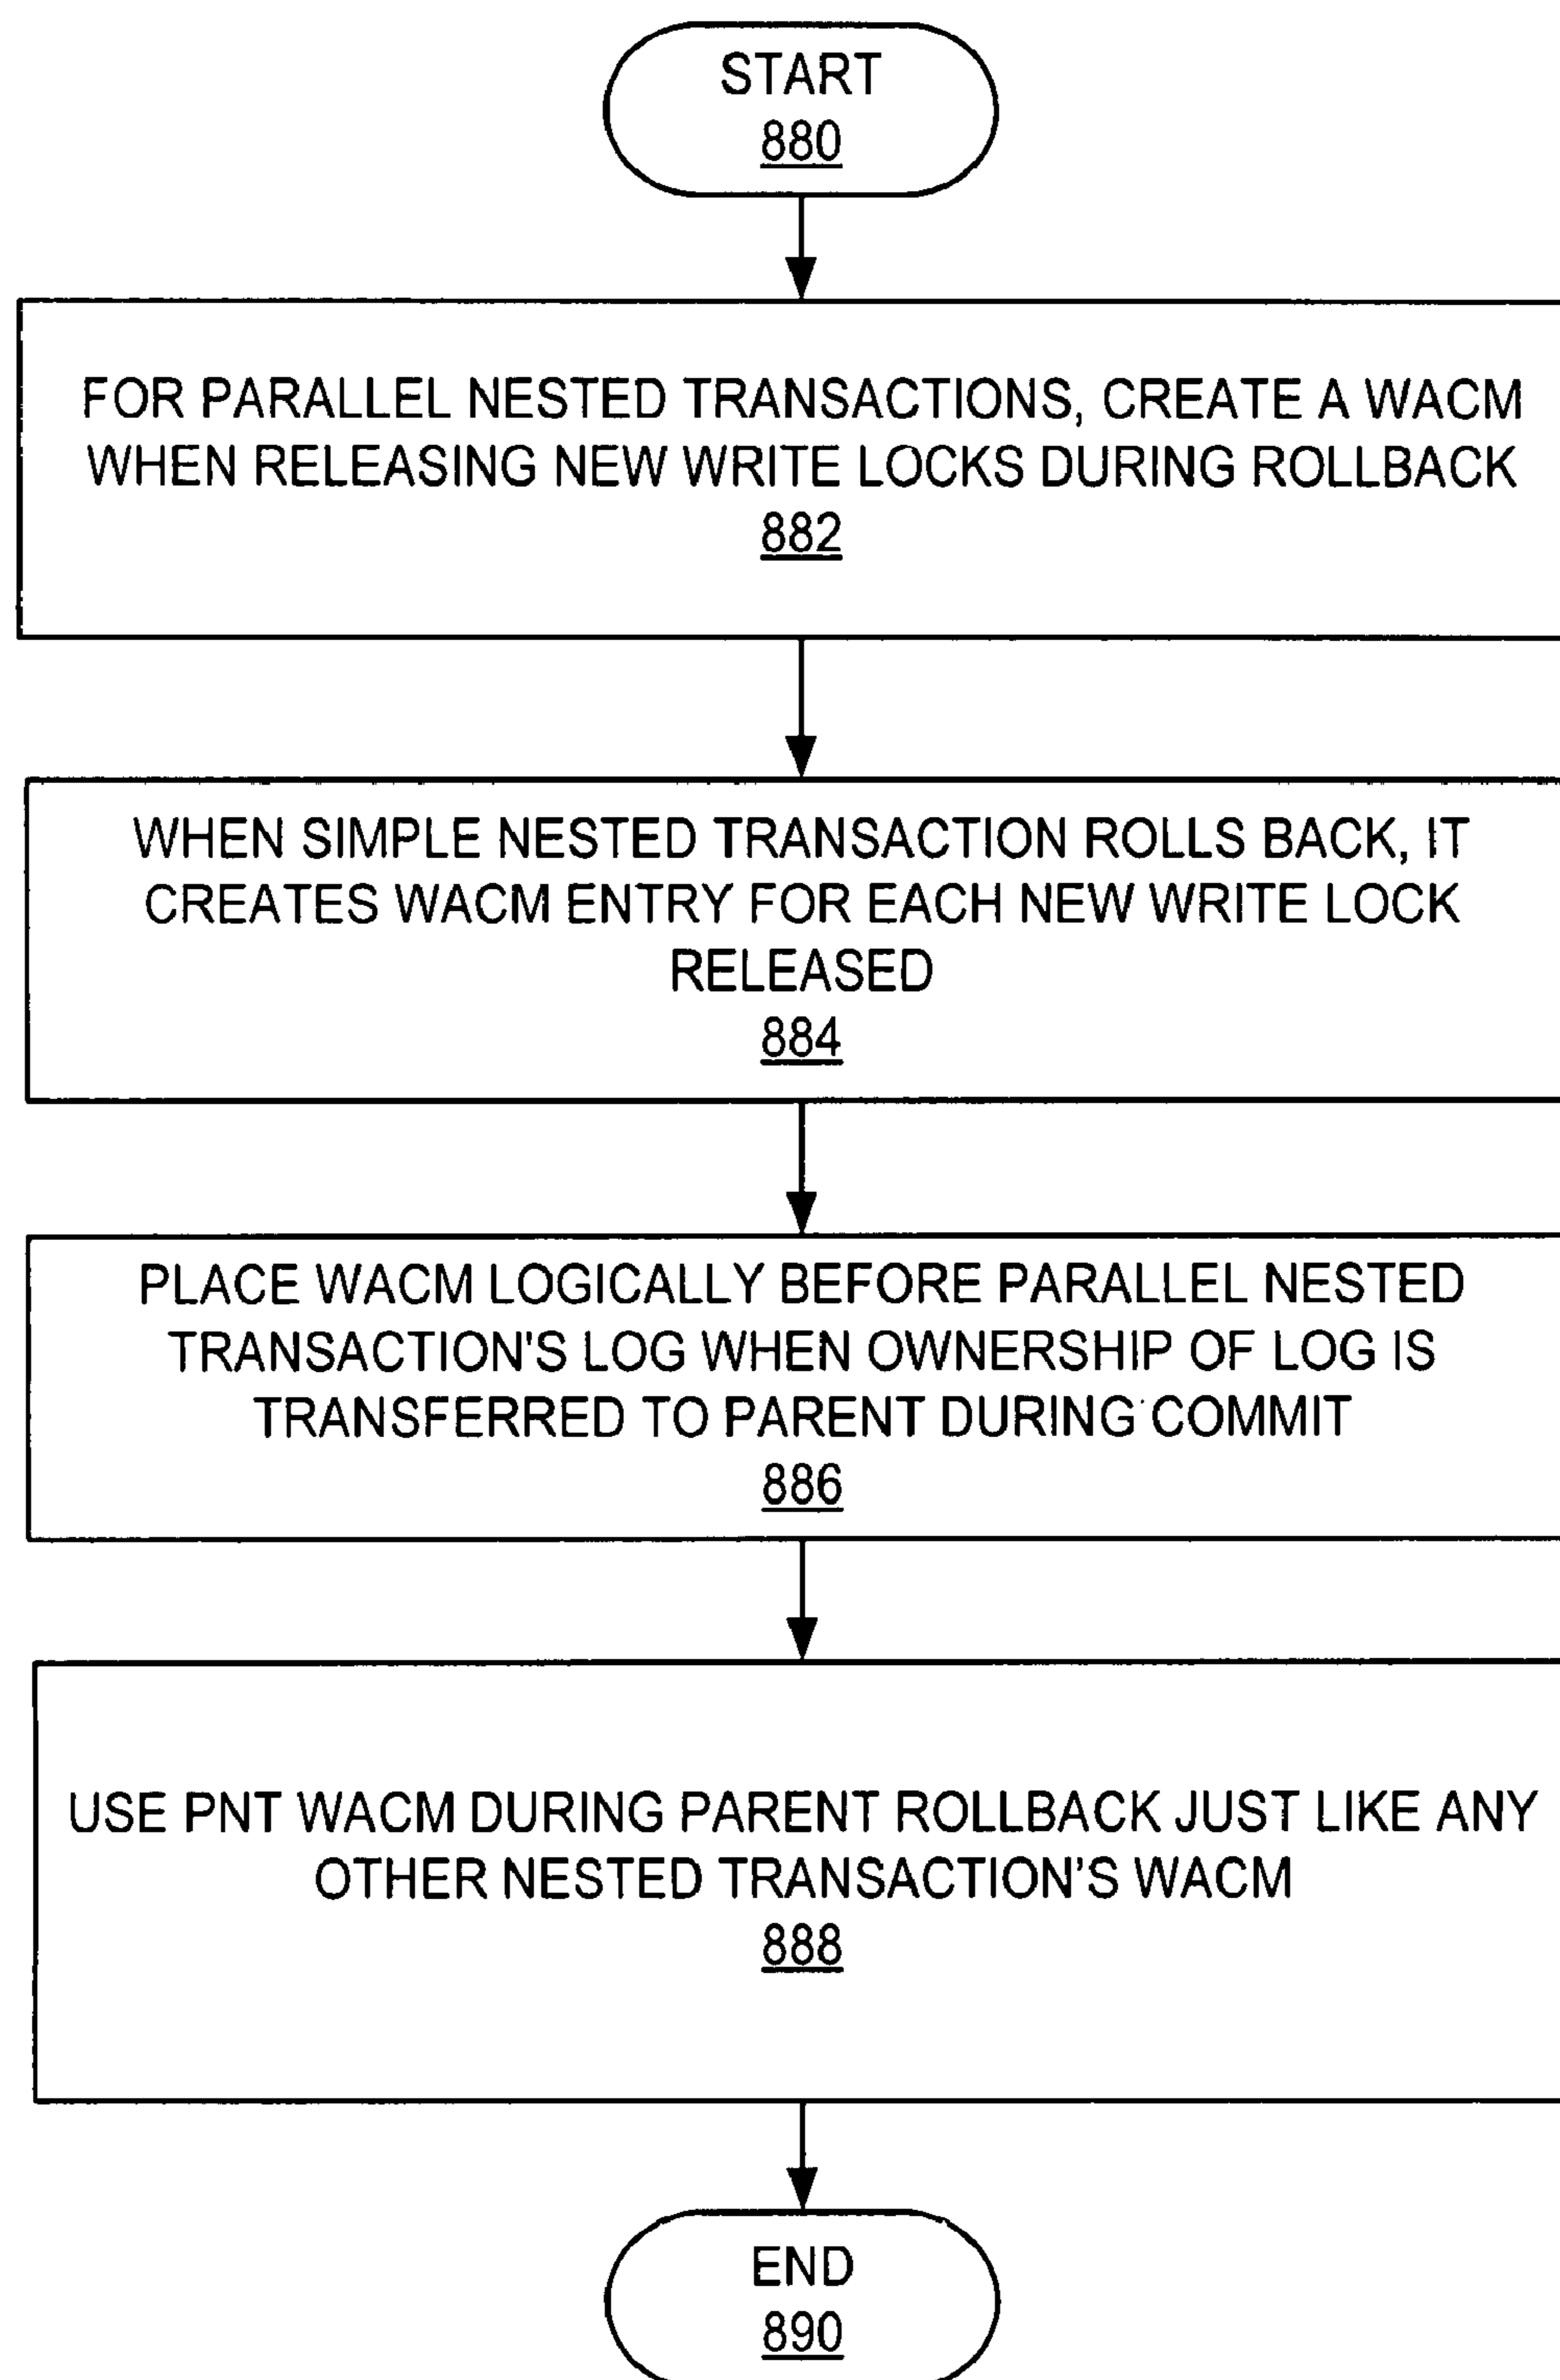 START
880
FOR PARALLEL NESTED TRANSACTIONS, CREATE A WACM
WHEN RELEASING NEW WRITE LOCKS DURING ROLLBACK
882
WHEN SIMPLE NESTED TRANSACTION ROLLS BACK, IT
CREATES WACM ENTRY FOR EACH NEW WRITE LOCK
RELEASED
884
PLACE WACM LOGICALLY BEFORE PARALLEL NESTED
TRANSACTION'S LOG WHEN OWNERSHIP OF LOG IS
TRANSFERRED TO PARENT DURING COMMIT
886
USE PNT WACM DURING PARENT ROLLBACK JUST LIKE ANY
OTHER NESTED TRANSACTION'S WACM
888
END
890